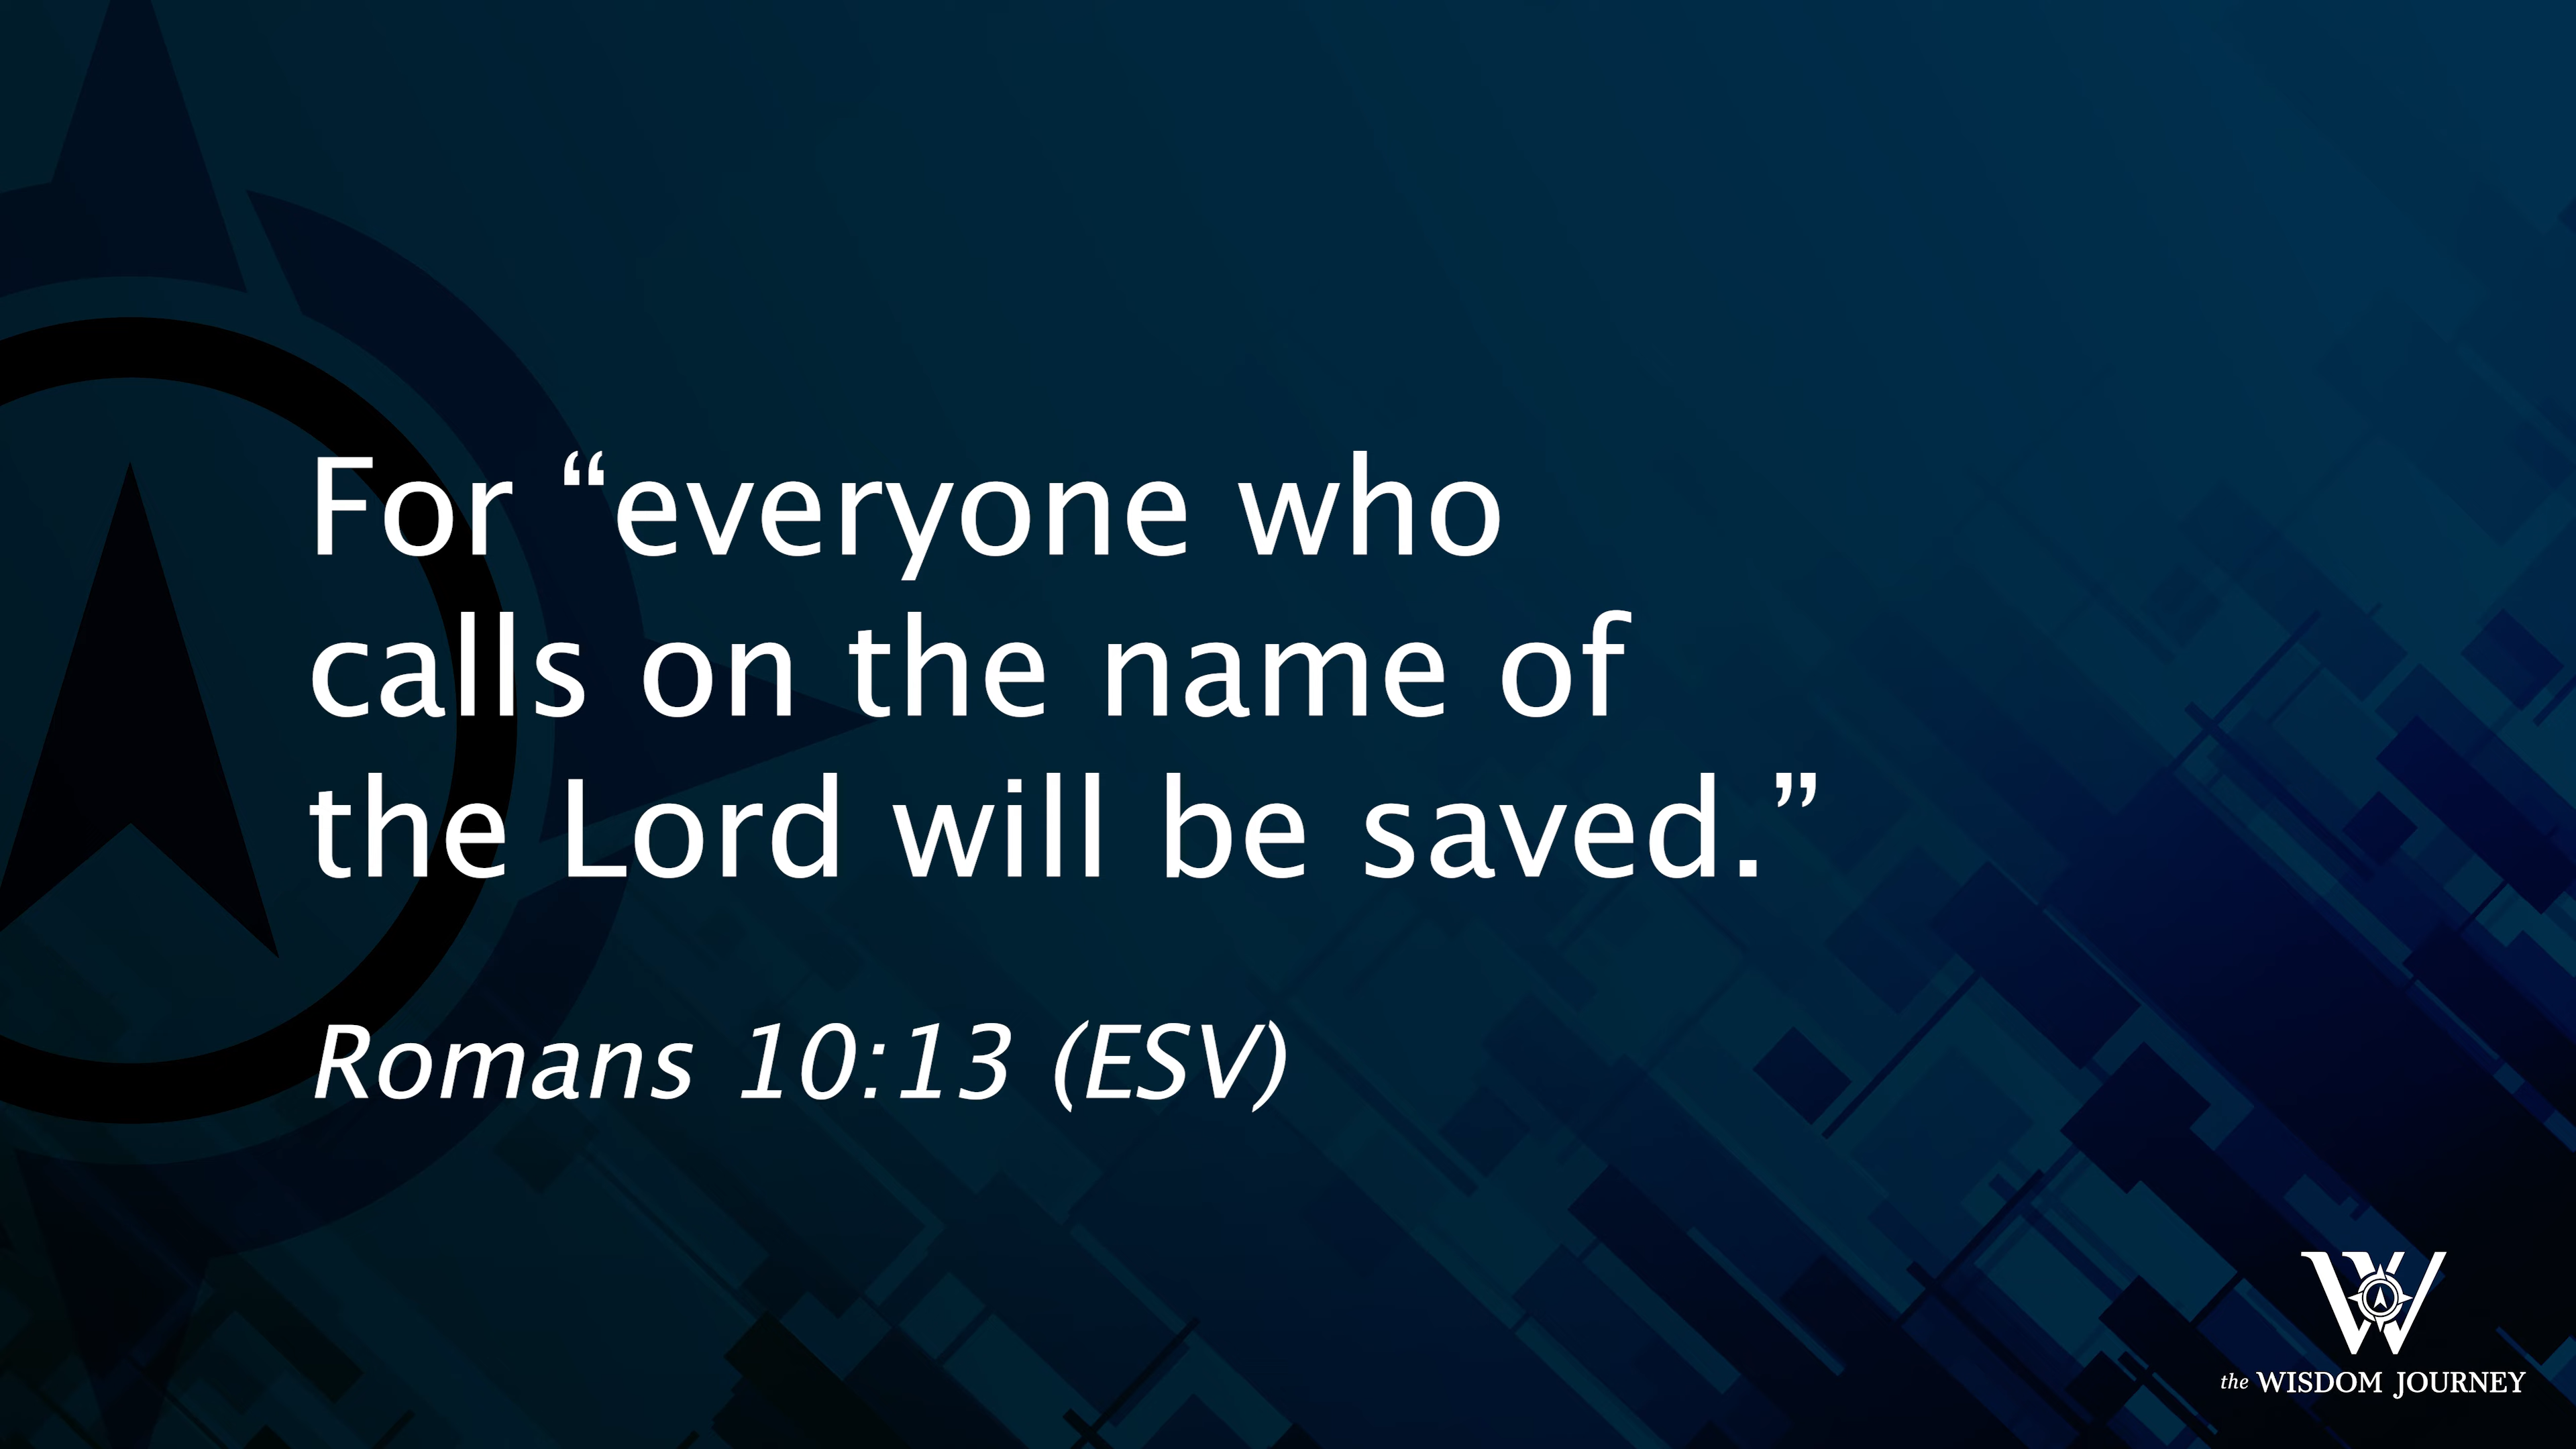 For “everyone who
calls on the name of
the Lord will be saved.”
Romans 10:13 (ESV)
W
the WISDOM JOURNEY